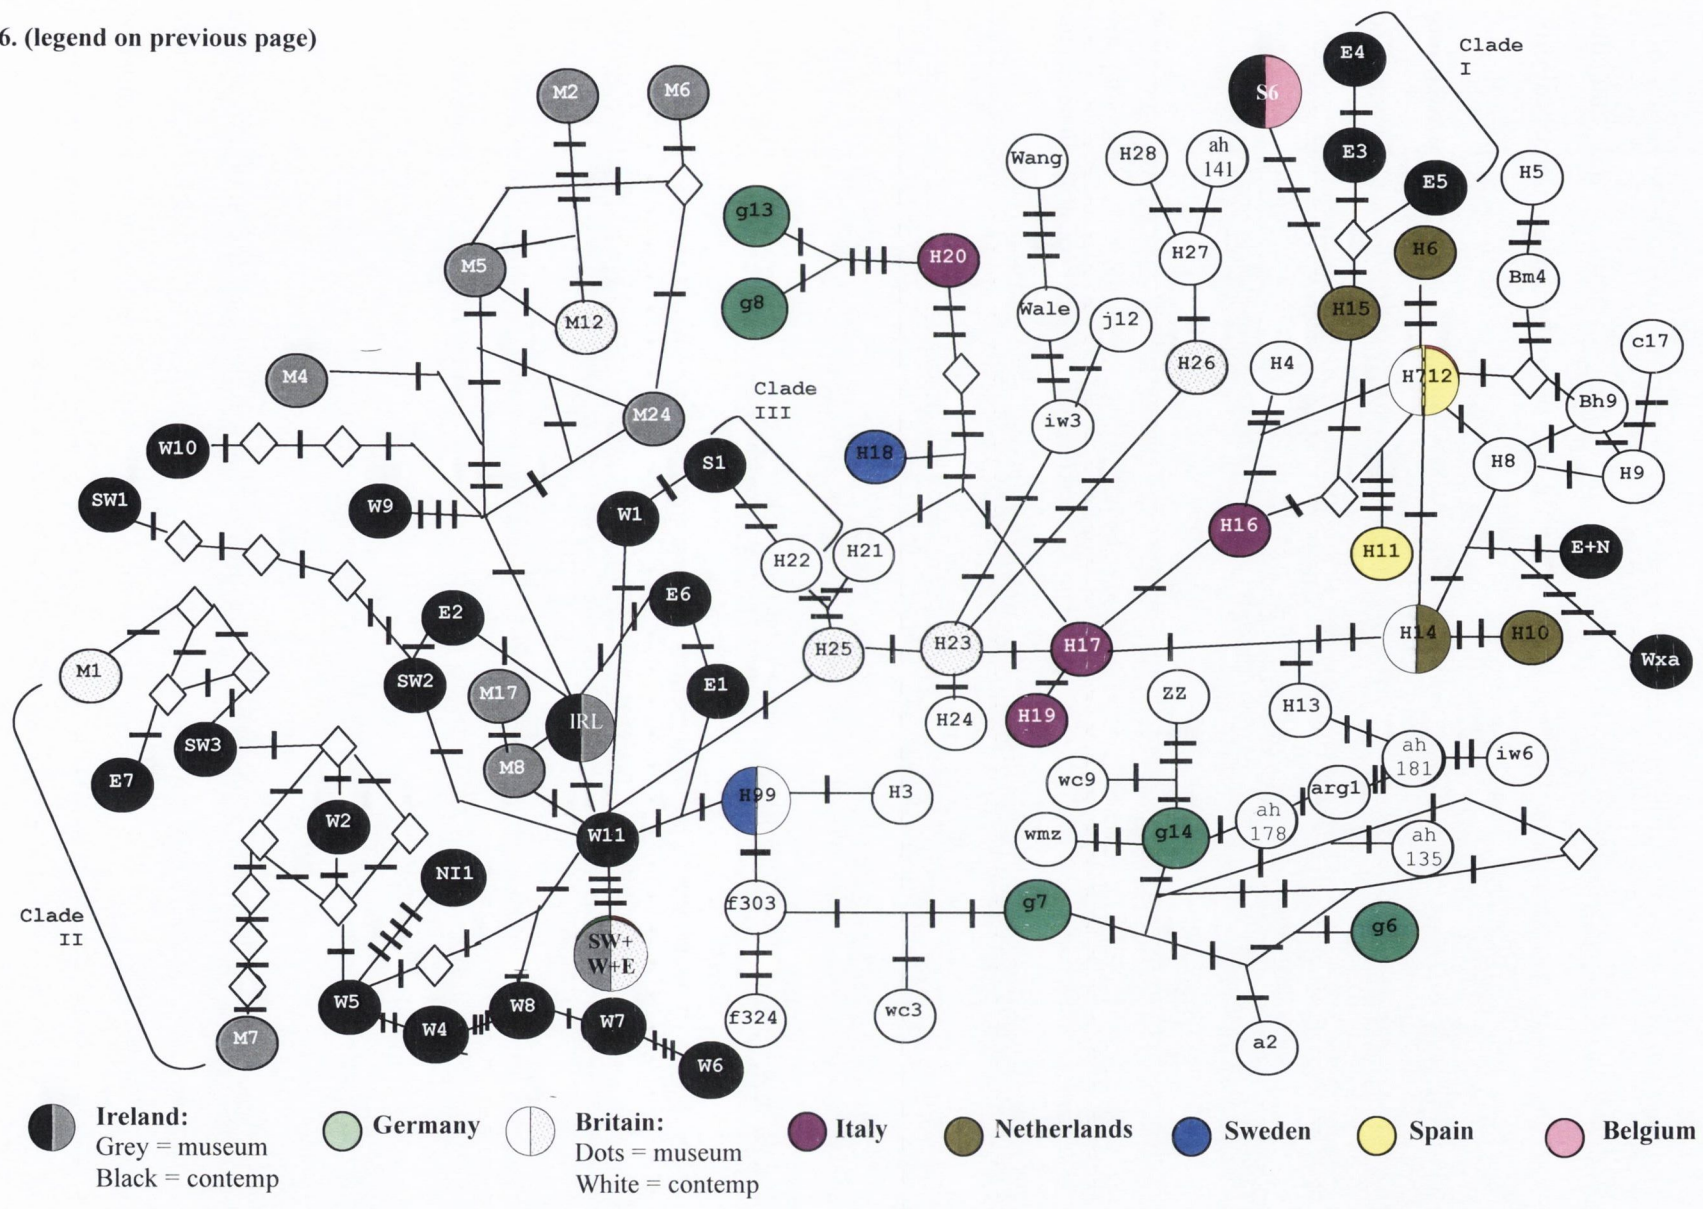 6. (legend on previous page)
Clade
I
E4
M2
M6
S6
E3
Wang
H28
ah
141
E5
H5
g13
H6
H27
H20
M5
Bm4
g8
Wale
H15
M12
j12
c17
H26
H4
M4
H712
Clade
III
Bh9
M24
iw3
W10
H18
S1
H8
H9
SW1
W9
W1
H16
H11
E+N
H22
H21
E2
E6
H14
H10
H25
H23
H17
Wxa
M1
SW2
M17
E1
ZZ
IRL
H24
H19
H13
SW3
M8
ah
181
iw6
E7
wc9
H99
H3
arg1
W2
W11
wmz
g14
ah
178
ah
135
NI1
Clade
II
f303
g7
g6
SW+
W+E
W5
W4
W8
W7
f324
wc3
M7
W6
a2
Ireland:
Grey = museum
Black = contemp
Germany
Britain:
Dots = museum
White = contemp
Italy
Netherlands
Sweden
Spain
Belgium